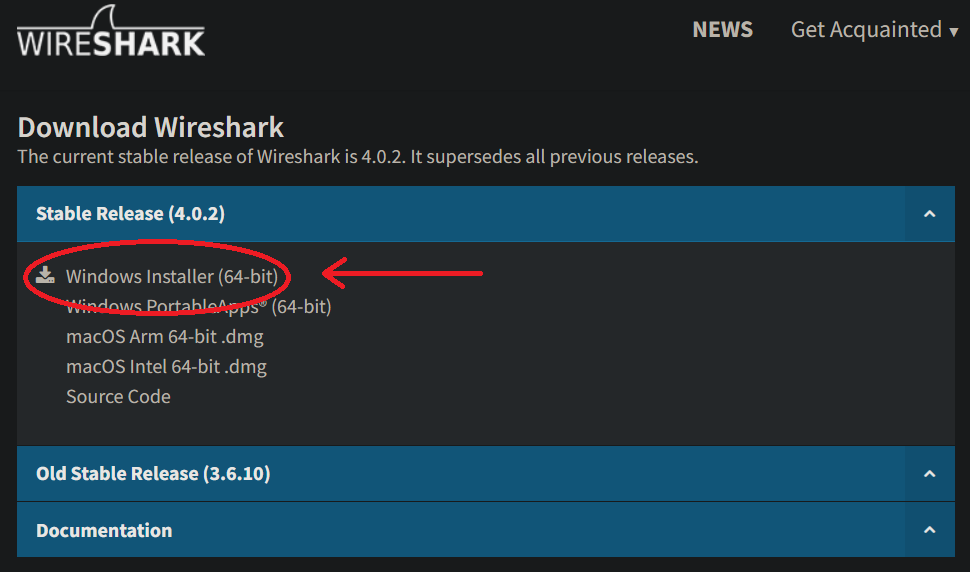 WIRESHARK
NEWS Get Acquainted ▾
Download Wireshark
The current stable release of Wireshark is 4.0.2. It supersedes all previous releases.
Stable Release (4.0.2)
Windows Installer (64-bit)
Windows PortableApps® (64-bit)
macOS Arm 64-bit .dmg
macOS Intel 64-bit .dmg
Source Code
Old Stable Release (3.6.10)
Documentation